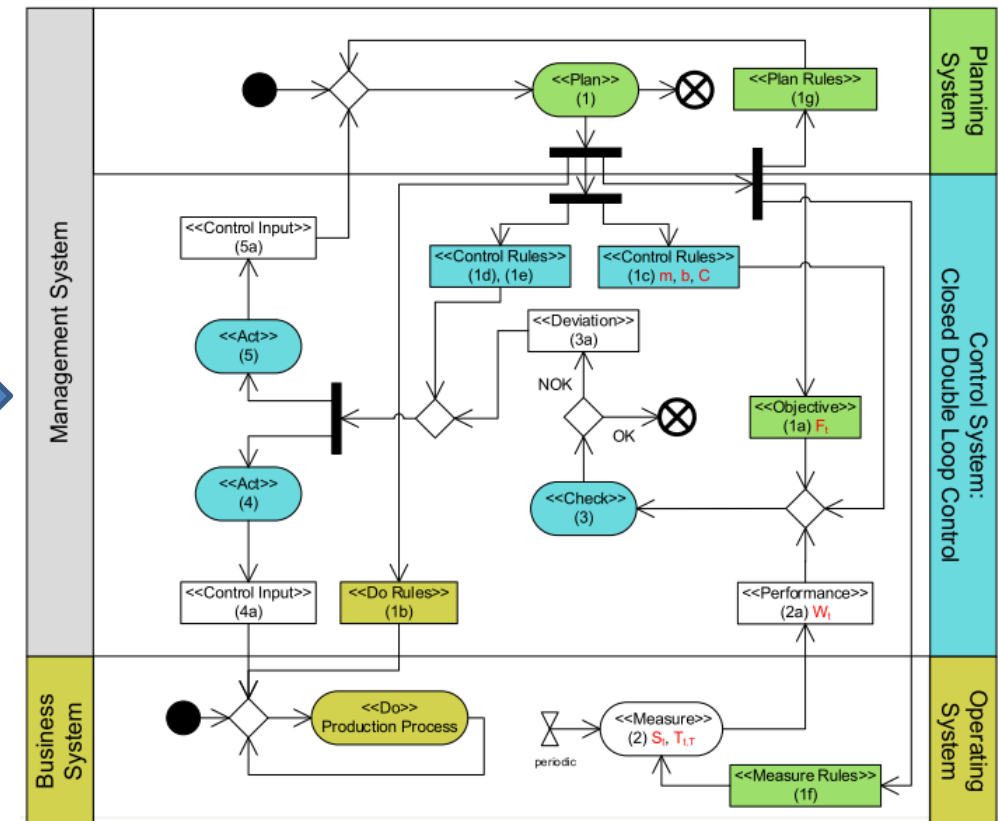 Management System
Business
System
Planning
System
Control System:
Closed Double Loop Control
Operating
System
<<Plan>>
(1)
<<Plan Rules>>
(1g)
<<Control Input>>
(5a)
<<Control Rules>>
(1d), (1e)
<<Control Rules>>
(1c) m, b, C
<<Act>>
(5)
<<Deviation>>
(3a)
NOK
OK
<<Objective>>
(1a) Fₜ
<<Act>>
(4)
<<Check>>
(3)
<<Control Input>>
(4a)
<<Do Rules>>
(1b)
<<Performance>>
(2a) Wₜ
<<Do>>
Production Process
periodic
<<Measure>>
(2) Sₜ, Tₜ,T
<<Measure Rules>>
(1f)